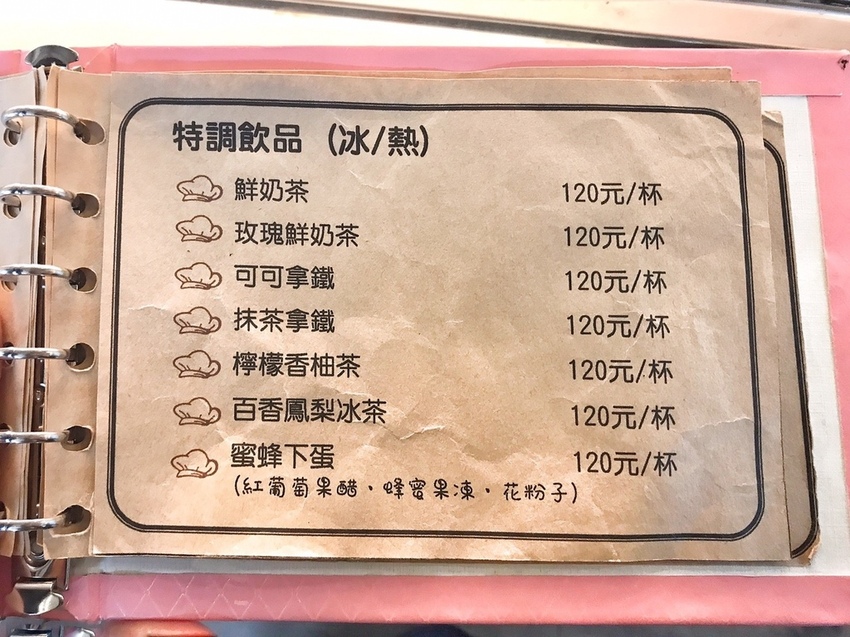 特調飲品 (冰/熱)
鮮奶茶 120元/杯
玫瑰鮮奶茶 120元/杯
可可拿鐵 120元/杯
抹茶拿鐵 120元/杯
檸檬香柚茶 120元/杯
百香鳳梨冰茶 120元/杯
蜜蜂下蛋 120元/杯
(紅葡萄果醋、蜂蜜果凍、花粉子)